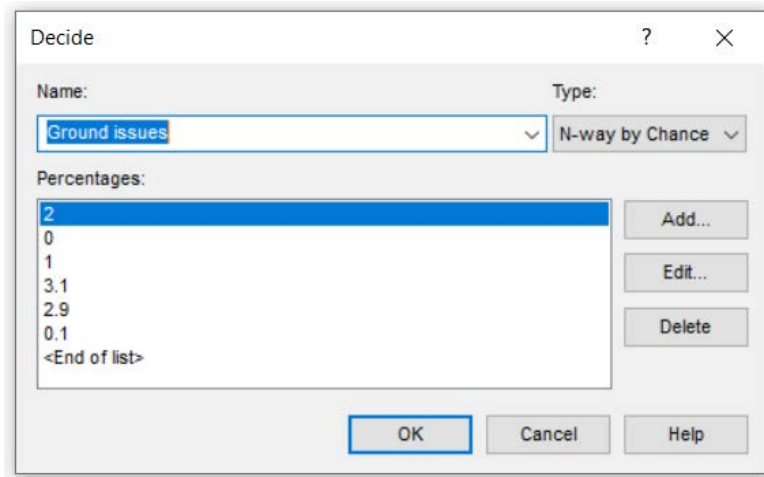 Decide ?
Name: Type:
Ground issues N-way by Chance
Percentages:
2
0
1
3.1
2.9
0.1
<End of list>
Add...
Edit...
Delete
OK Cancel Help